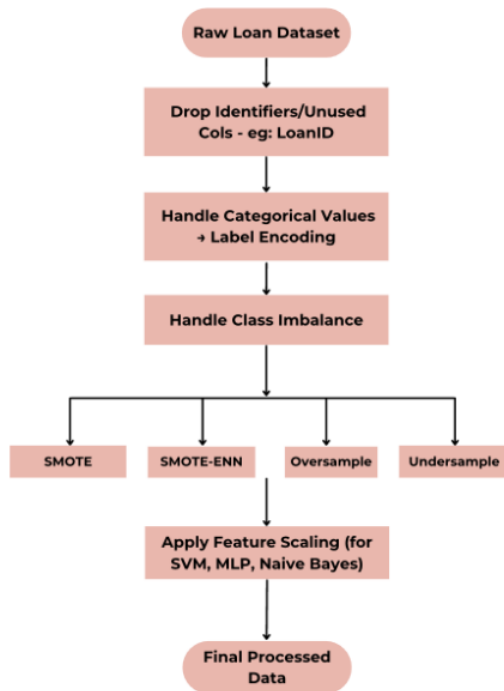 Raw Loan Dataset
Drop Identifiers/Unused
Cols - eg: LoanID
Handle Categorical Values
→ Label Encoding
Handle Class Imbalance
SMOTE
SMOTE-ENN
Oversample
Undersample
Apply Feature Scaling (for
SVM, MLP, Naive Bayes)
Final Processed
Data